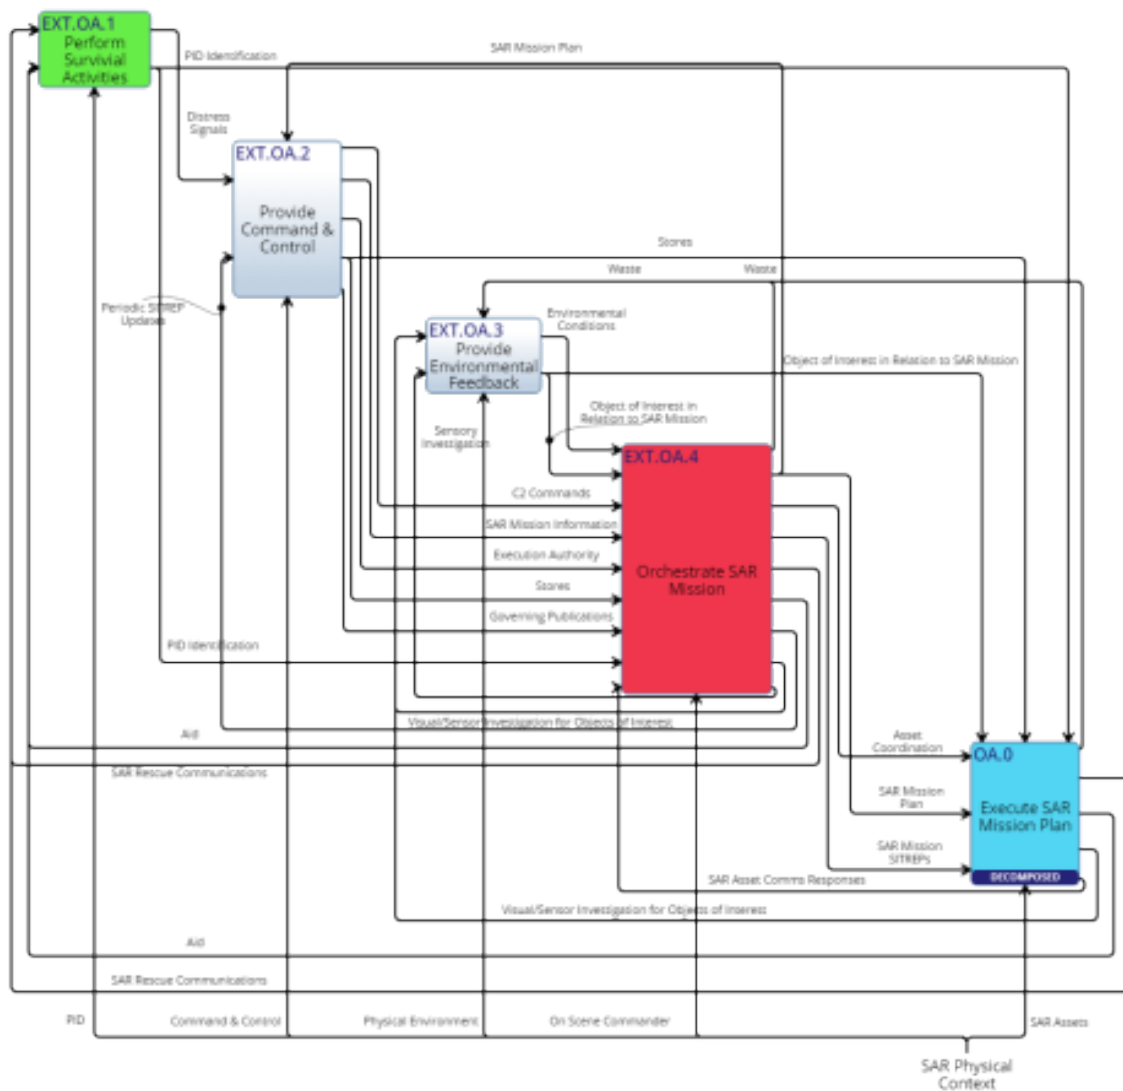 EXT.OA.1
Perform
Survivial
Activities
PID Identification
SAR Mission Plan
Distress
Signals
EXT.OA.2
Provide
Command &
Control
Stores
Waste
Waste
Periodic SITREP
Updates
Environmental
Conditions
EXT.OA.3
Provide
Environmental
Feedback
Object of Interest in Relation to SAR Mission
Object of Interest in
Relation to SAR Mission
Sensory
Investigation
EXT.OA.4
Orchestrate SAR
Mission
C2 Commands
SAR Mission Information
Execution Authority
Stores
Governing Publications
PID Identification
Visual/Sensor Investigation for Objects of Interest
Aid
SAR Rescue Communications
Asset
Coordination
OA.0
Execute SAR
Mission Plan
DECOMPOSED
SAR Mission
Plan
SAR Mission
SITREPs
SAR Asset Comms Responses
Visual/Sensor Investigation for Objects of Interest
Aid
SAR Rescue Communications
PID
Command & Control
Physical Environment
On Scene Commander
SAR Assets
SAR Physical
Context